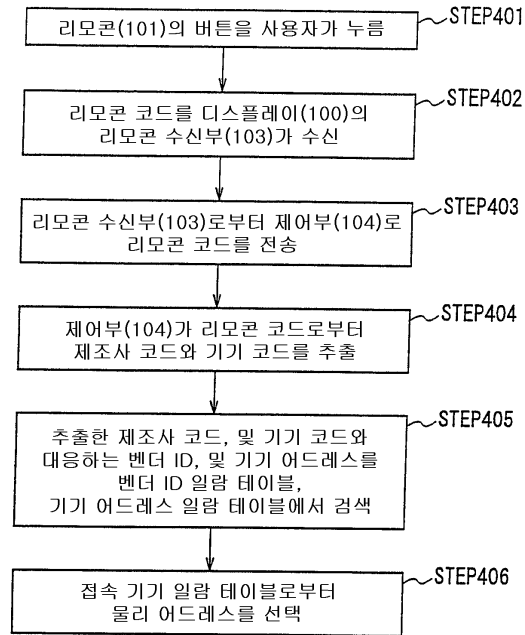 리모콘(101)의 버튼을 사용자가 누름
STEP401
리모콘 코드를 디스플레이(100)의
리모콘 수신부(103)가 수신
STEP402
리모콘 수신부(103)로부터 제어부(104)로
리모콘 코드를 전송
STEP403
제어부(104)가 리모콘 코드로부터
제조사 코드와 기기 코드를 추출
STEP404
추출한 제조사 코드, 및 기기 코드와
대응하는 벤더 ID, 및 기기 어드레스를
벤더 ID 일람 테이블,
기기 어드레스 일람 테이블에서 검색
STEP405
접속 기기 일람 테이블로부터
물리 어드레스를 선택
STEP406